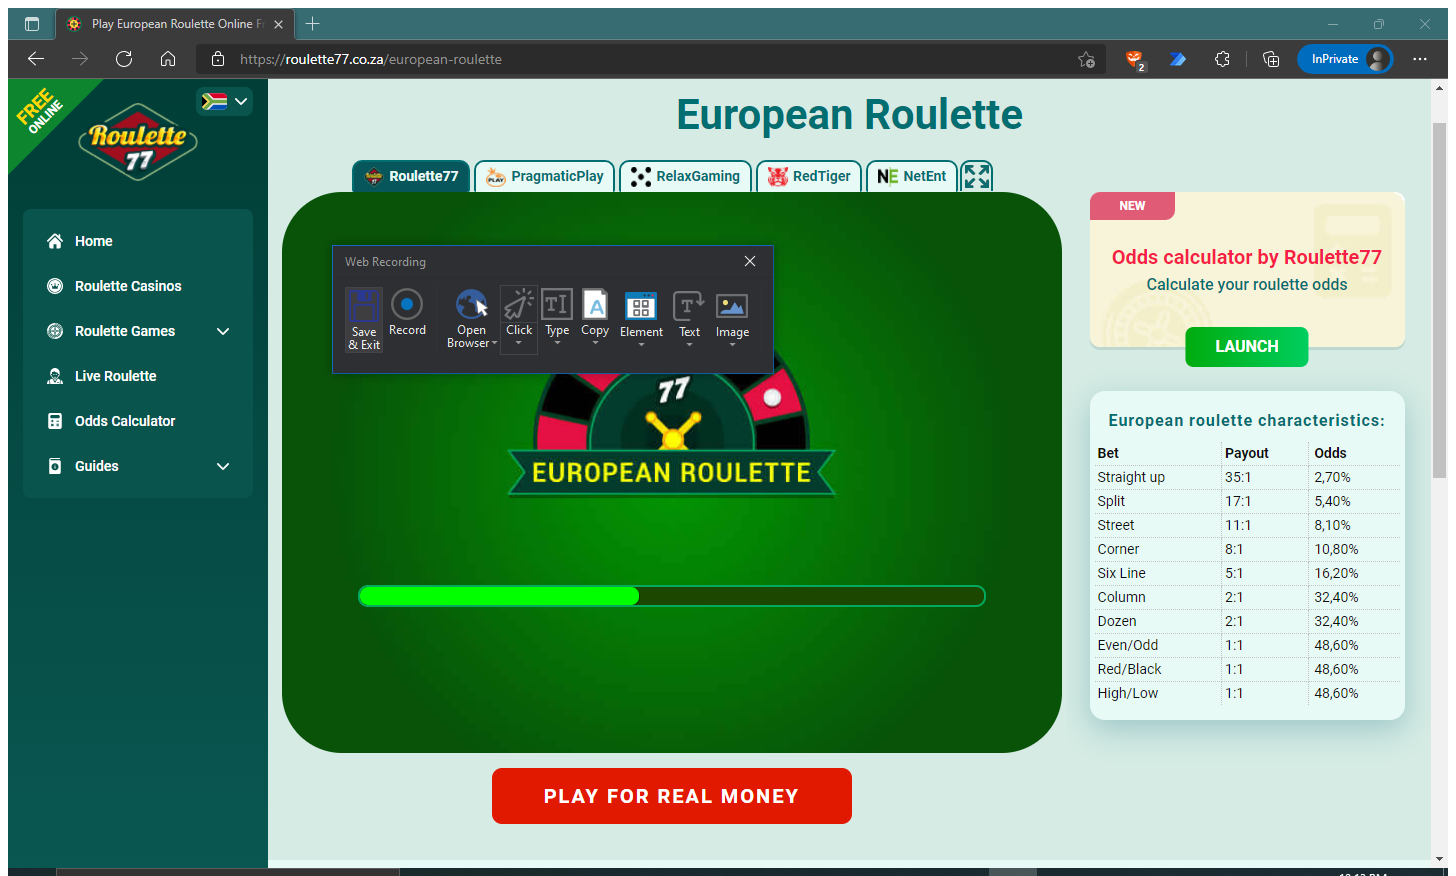 Play European Roulette Online F
https://roulette77.co.za/european-roulette
2
InPrivate
FREE
ONLINE
Roulette
77
Home
Roulette Casinos
Roulette Games
Live Roulette
Odds Calculator
Guides
European Roulette
Roulette77
PLAY
PragmaticPlay
RelaxGaming
RedTiger
NE
NetEnt
Web Recording
Save
& Exit
Record
Open
Browser
Click
Type
Copy
Element
Text
Image
77
EUROPEAN ROULETTE
PLAY FOR REAL MONEY
NEW
Odds calculator by Roulette77
Calculate your roulette odds
LAUNCH
European roulette characteristics:
Bet Payout Odds
Straight up 35:1 2,70%
Split 17:1 5,40%
Street 11:1 8,10%
Corner 8:1 10,80%
Six Line 5:1 16,20%
Column 2:1 32,40%
Dozen 2:1 32,40%
Even/Odd 1:1 48,60%
Red/Black 1:1 48,60%
High/Low 1:1 48,60%